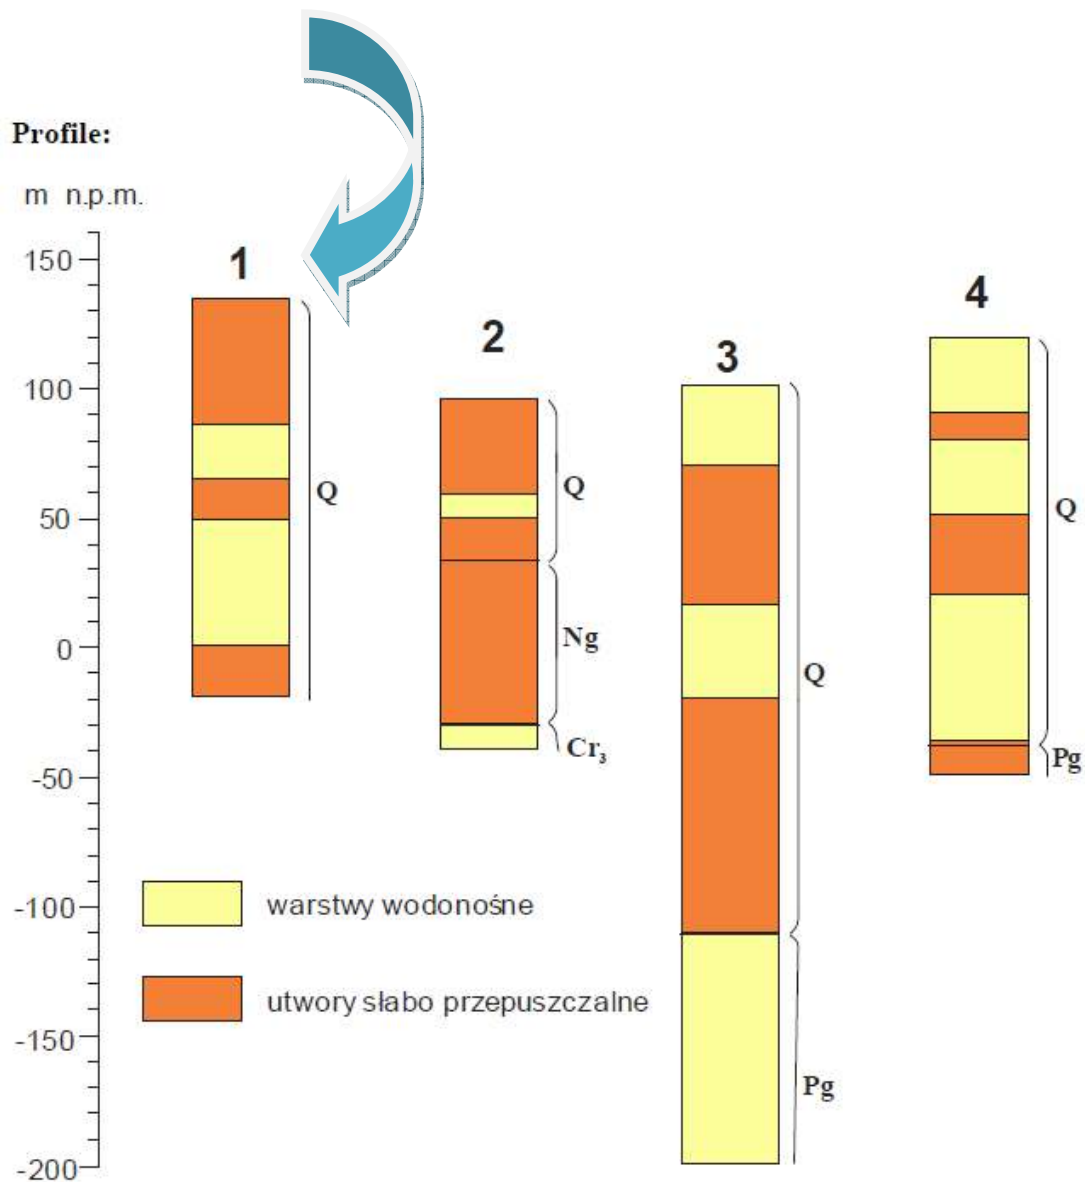 Profile:
m n.p.m.
150
100
50
0
-50
-100
-150
-200
1
Q
2
Q
Ng
Cr₃
3
Q
Pg
4
Q
Pg
warstwy wodonośne
utwory słabo przepuszczalne